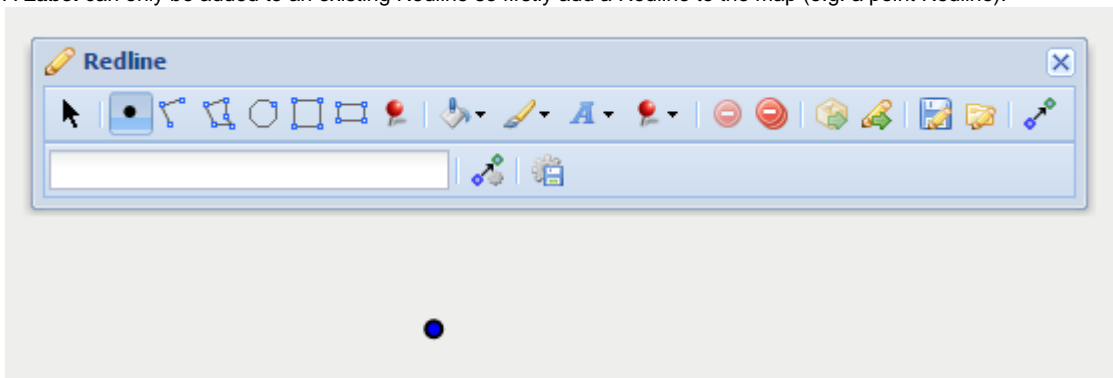 A Label can only be added to an existing Redline so firstly add a Redline to the map (e.g. a point Redline).
Redline
A